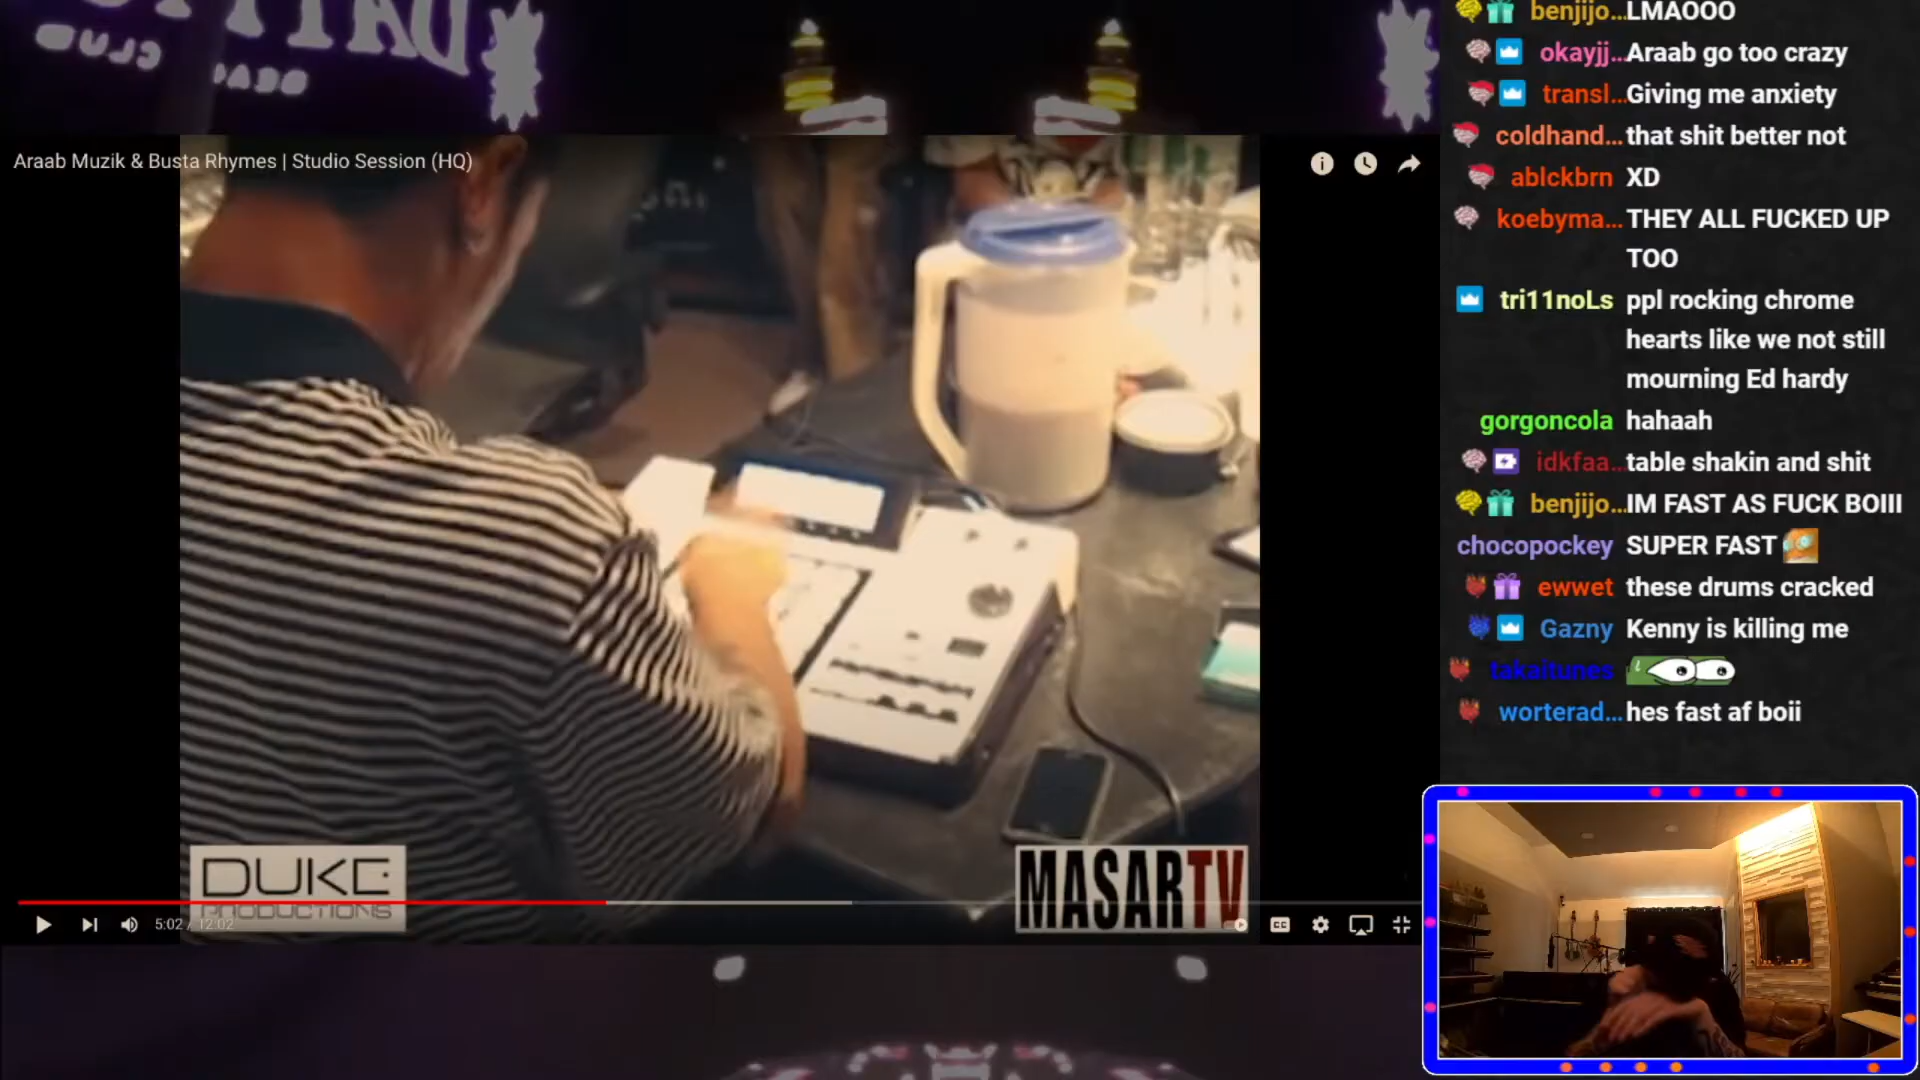 BEAR CLUB
Araab Muzik & Busta Rhymes | Studio Session (HQ)
DUKE
PRODUCTIONS
MASARTV
5:02 / 12:02
CC
benjijo... LMAOOO
okayjj... Araab go too crazy
transl... Giving me anxiety
coldhand... that shit better not
ablckbrn XD
koebyma... THEY ALL FUCKED UP
TOO
tri11noLs ppl rocking chrome
hearts like we not still
mourning Ed hardy
gorgoncola hahaah
idkfaa... table shakin and shit
benjijo... IM FAST AS FUCK BOIII
chocopockey SUPER FAST
ewwet these drums cracked
Gazny Kenny is killing me
takaitunes
worterad... hes fast af boii